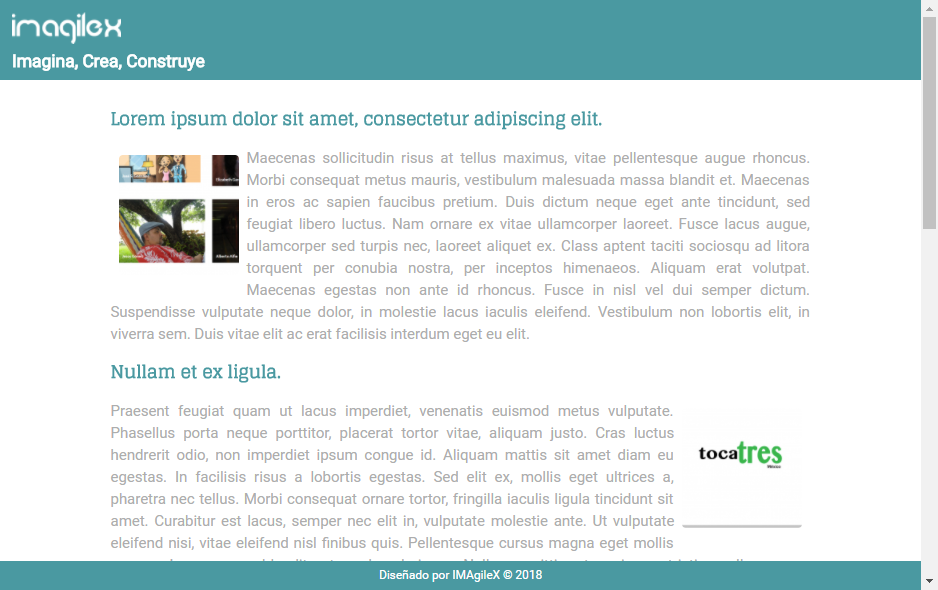 imagilex
Imagina, Crea, Construye
Lorem ipsum dolor sit amet, consectetur adipiscing elit.
Maecenas sollicitudin risus at tellus maximus, vitae pellentesque augue rhoncus.
Morbi consequat metus mauris, vestibulum malesuada massa blandit et. Maecenas
in eros ac sapien faucibus pretium. Duis dictum neque eget ante tincidunt, sed
feugiat libero luctus. Nam ornare ex vitae ullamcorper laoreet. Fusce lacus augue,
ullamcorper sed turpis nec, laoreet aliquet ex. Class aptent taciti sociosqu ad litora
torquent per conubia nostra, per inceptos himenaeos. Aliquam erat volutpat.
Maecenas egestas non ante id rhoncus. Fusce in nisl vel dui semper dictum.
Suspendisse vulputate neque dolor, in molestie lacus iaculis eleifend. Vestibulum non lobortis elit, in
viverra sem. Duis vitae elit ac erat facilisis interdum eget eu elit.
Nullam et ex ligula.
Praesent feugiat quam ut lacus imperdiet, venenatis euismod metus vulputate.
Phasellus porta neque porttitor, placerat tortor vitae, aliquam justo. Cras luctus
hendrerit odio, non imperdiet ipsum congue id. Aliquam mattis sit amet diam eu
egestas. In facilisis risus a lobortis egestas. Sed elit ex, mollis eget ultrices a,
pharetra nec tellus. Morbi consequat ornare tortor, fringilla iaculis ligula tincidunt sit
amet. Curabitur est lacus, semper nec elit in, vulputate molestie ante. Ut vulputate
eleifend nisi, vitae eleifend nisl finibus quis. Pellentesque cursus magna eget mollis
tocatres
México
Diseñado por IMAgileX © 2018